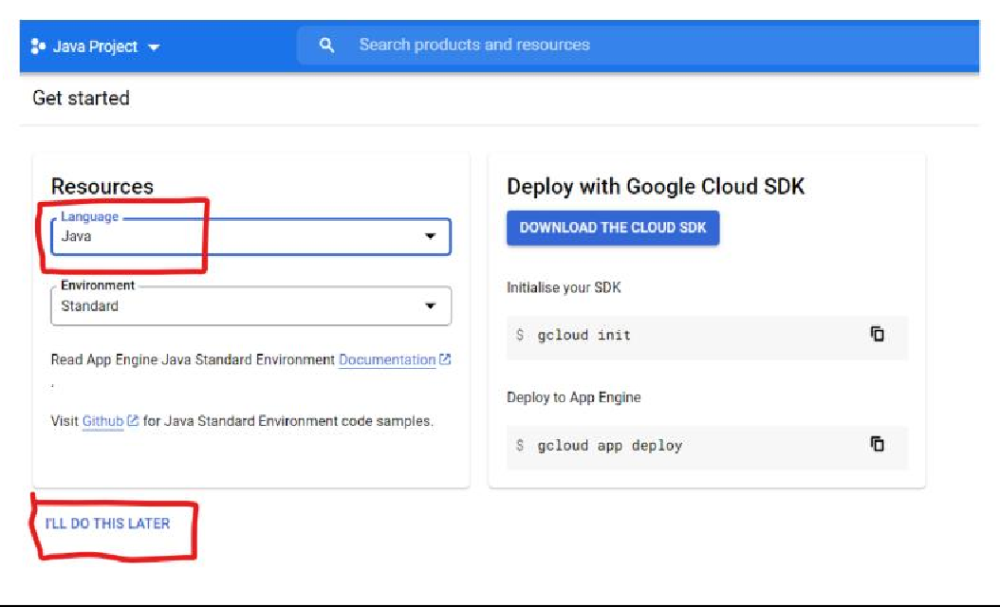 Java Project
Search products and resources
Get started
Resources
Language
Java
Environment
Standard
Read App Engine Java Standard Environment Documentation
.
Visit Github for Java Standard Environment code samples.
Deploy with Google Cloud SDK
DOWNLOAD THE CLOUD SDK
Initialise your SDK
$ gcloud init
Deploy to App Engine
$ gcloud app deploy
I'LL DO THIS LATER